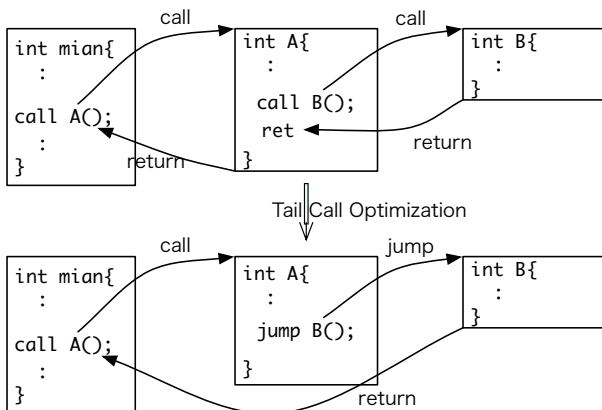 call
call
int mian{
:
call A();
:
}
int A{
:
call B();
ret
}
int B{
:
}
return
return
Tail Call Optimization
call
jump
int mian{
:
call A();
:
}
int A{
:
jump B();
}
int B{
:
}
return